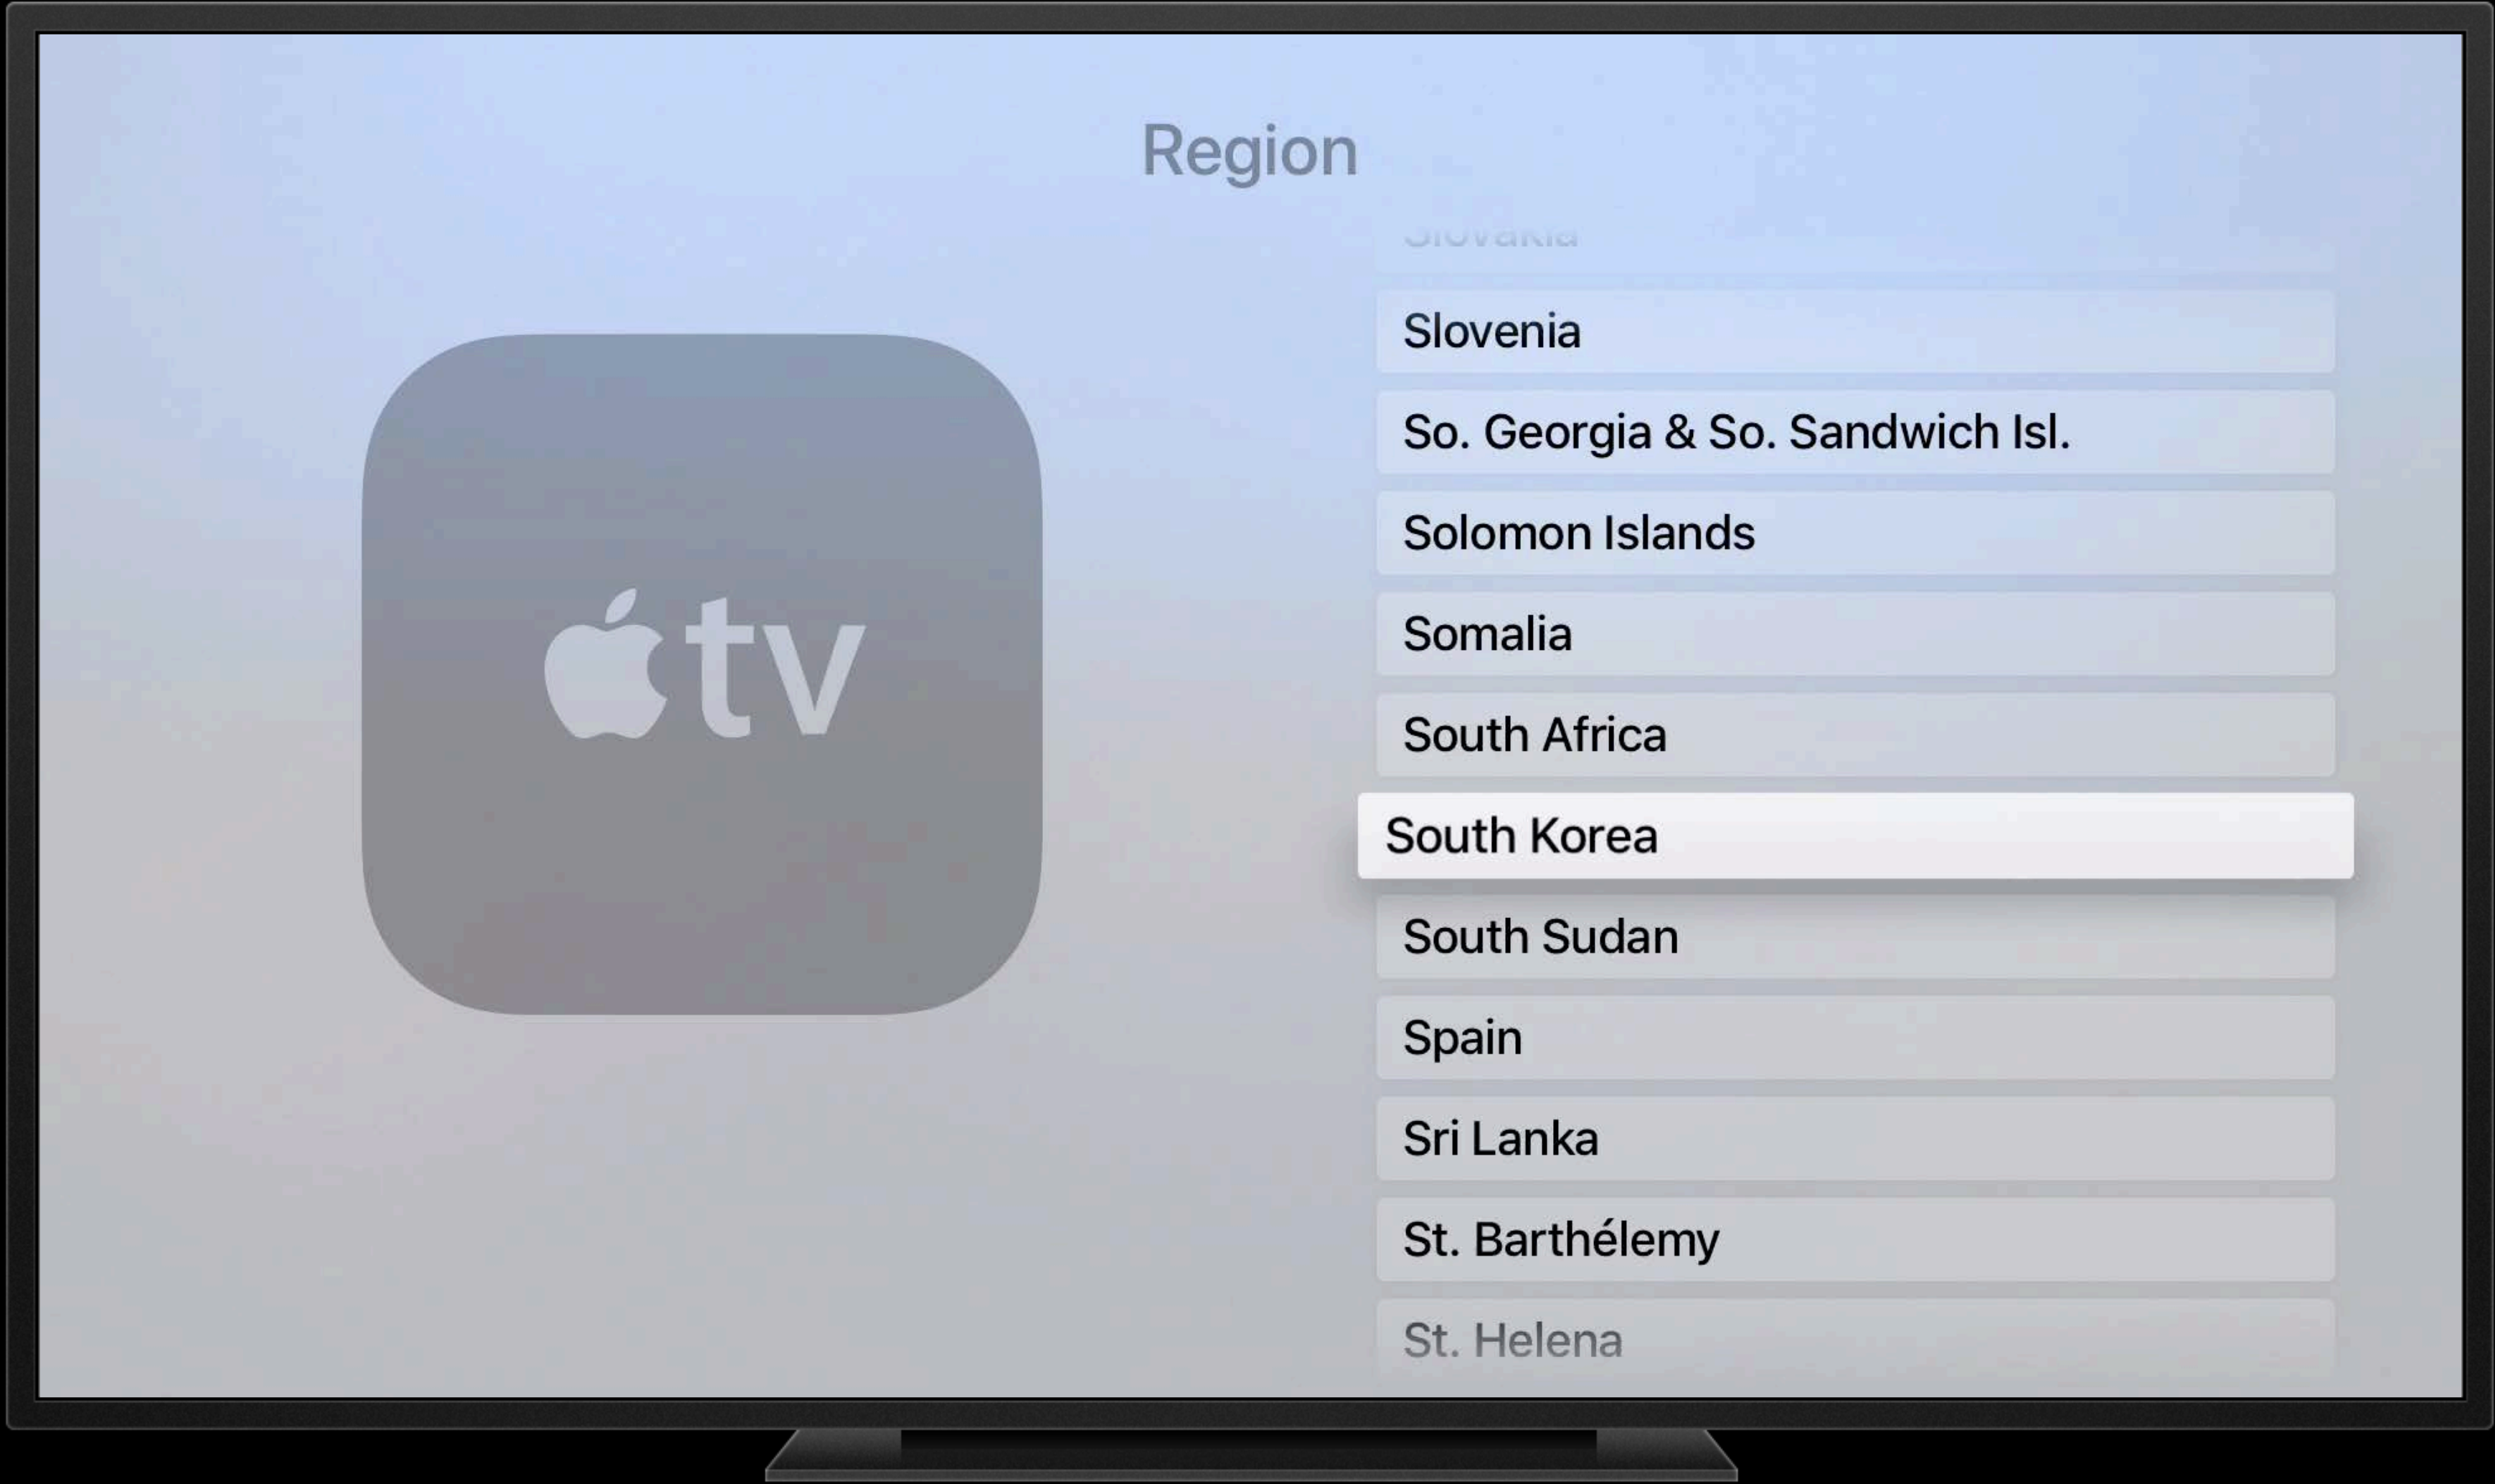 Region
Slovakia
Slovenia
So. Georgia & So. Sandwich Isl.
Solomon Islands
Somalia
South Africa
tv
South Korea
South Sudan
Spain
Sri Lanka
St. Barthélemy
St. Helena